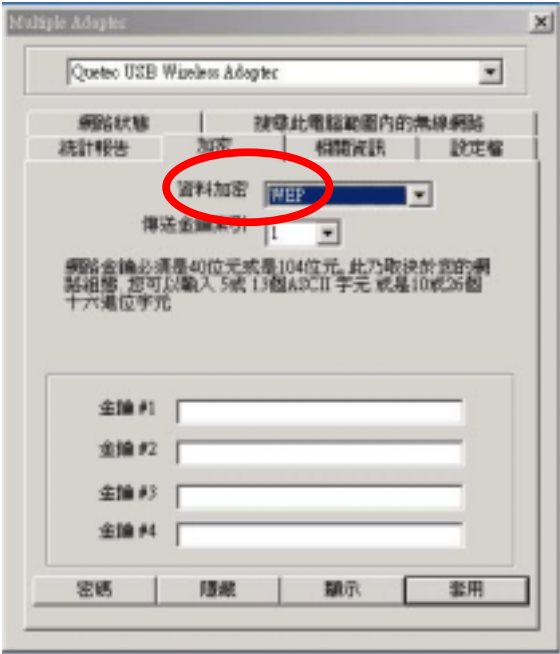 Multiple Adapter
Quetec USB Wireless Adapter
網路狀態 搜尋此電腦範圍內的無線網路
統計報告 加密 相關資訊 設定檔
資料加密 WEP
傳送金鑰索引 1
網路金鑰必須是40位元或是104位元. 此乃取決於您的網
路組態. 您可以輸入 5或 13個ASCII 字元 或是10或26個
十六進位字元
金鑰 #1
金鑰 #2
金鑰 #3
金鑰 #4
密碼 隱藏 顯示 套用